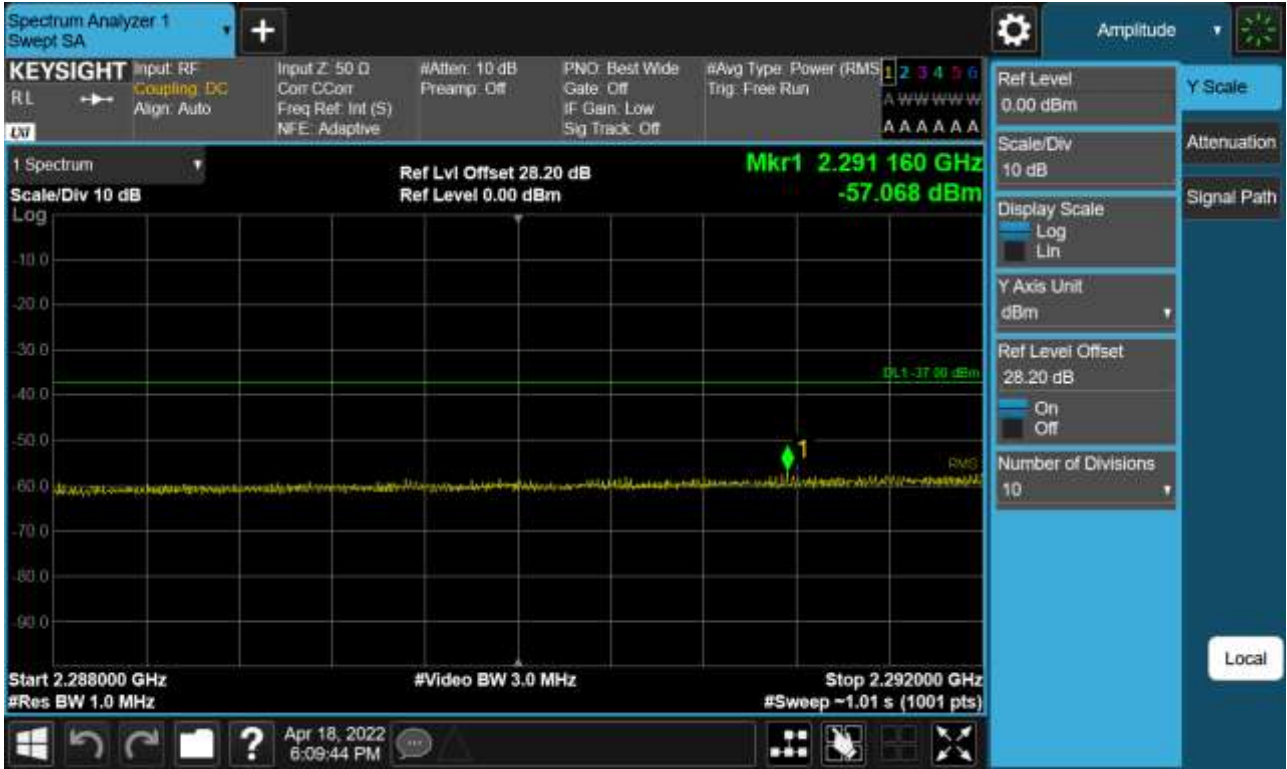 Spectrum Analyzer 1
Swept SA
+
Amplitude
KEYSIGHT
RL
LXI
Input: RF
Coupling: DC
Align: Auto
Input Z: 50 Ω
Corr CCorr
Freq Ref: Int (S)
NFE: Adaptive
#Atten: 10 dB
Preamp: Off
PNO: Best Wide
Gate: Off
IF Gain: Low
Sig Track: Off
#Avg Type: Power (RMS
Trig: Free Run
1 2 3 4 5 6
A W W W W W
A A A A A A
1 Spectrum
Scale/Div 10 dB
Ref Lvl Offset 28.20 dB
Ref Level 0.00 dBm
Mkr1 2.291 160 GHz
-57.068 dBm
Log
-10.0
-20.0
-30.0
DL1 -37.00 dBm
-40.0
-50.0
1
RMS
-60.0
-70.0
-80.0
-90.0
Start 2.288000 GHz
#Video BW 3.0 MHz
Stop 2.292000 GHz
#Res BW 1.0 MHz
#Sweep ~1.01 s (1001 pts)
Ref Level
0.00 dBm
Scale/Div
10 dB
Display Scale
Log
Lin
Y Axis Unit
dBm
Ref Level Offset
28.20 dB
On
Off
Number of Divisions
10
Y Scale
Attenuation
Signal Path
Local
?
Apr 18, 2022
6:09:44 PM